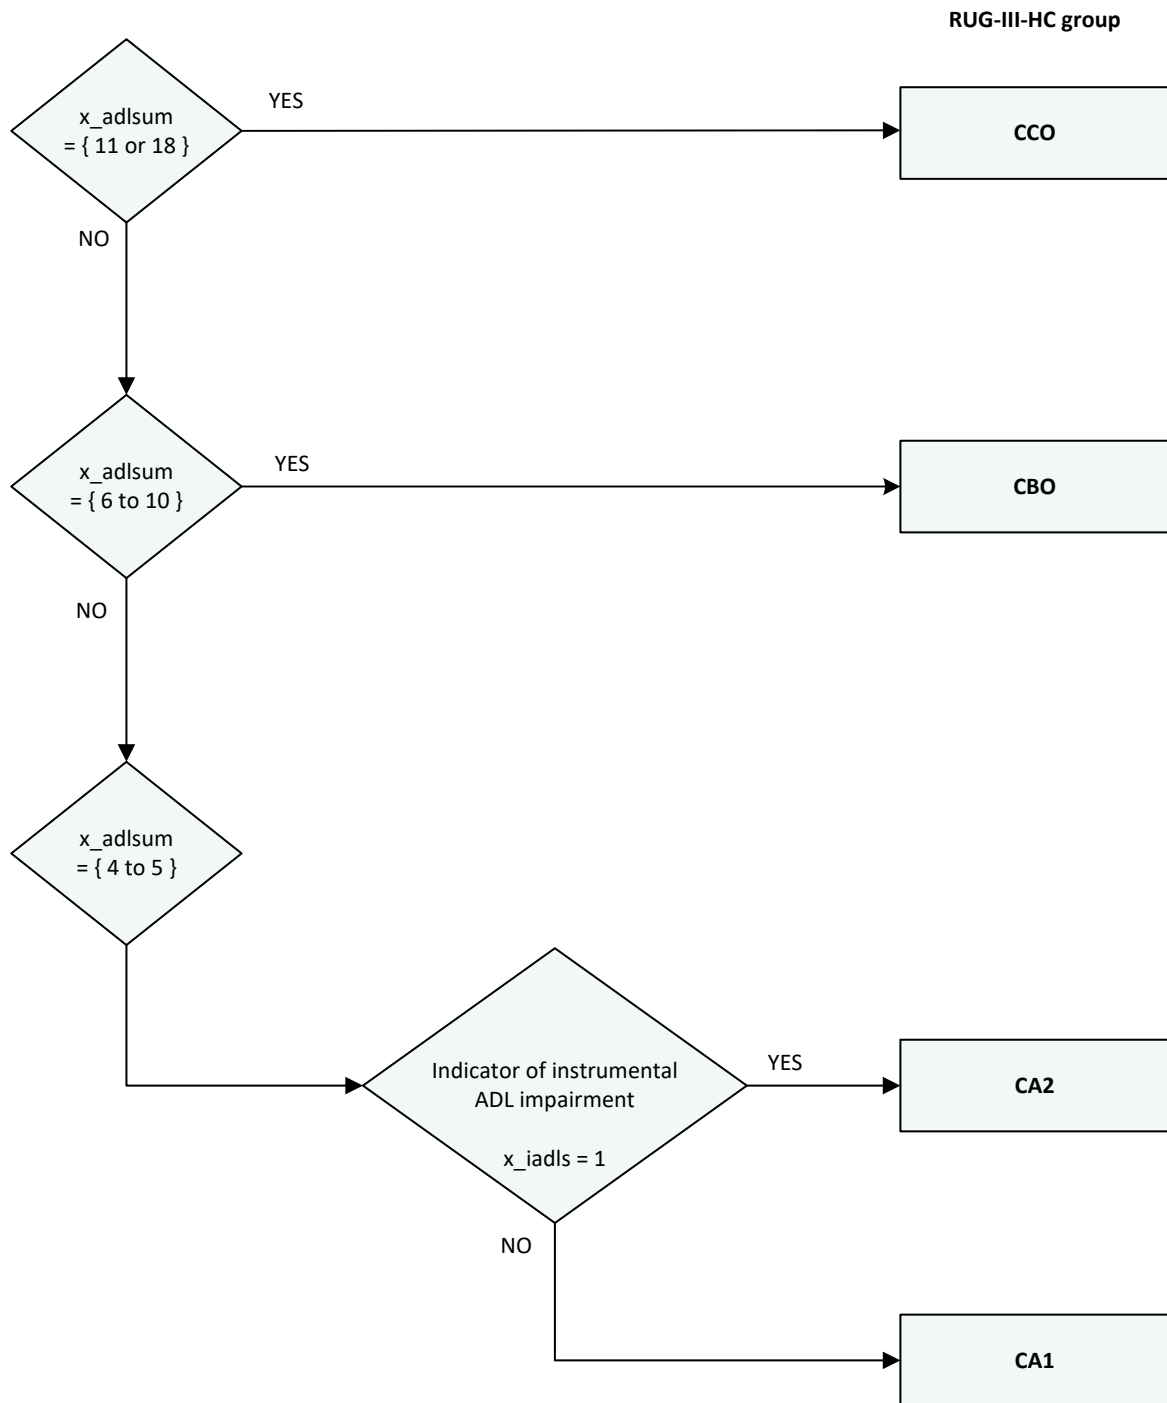 RUG-III-HC group
x_adlsum
= { 11 or 18 }
YES
CCO
NO
x_adlsum
= { 6 to 10 }
YES
CBO
NO
x_adlsum
= { 4 to 5 }
Indicator of instrumental
ADL impairment
x_iadls = 1
YES
CA2
NO
CA1